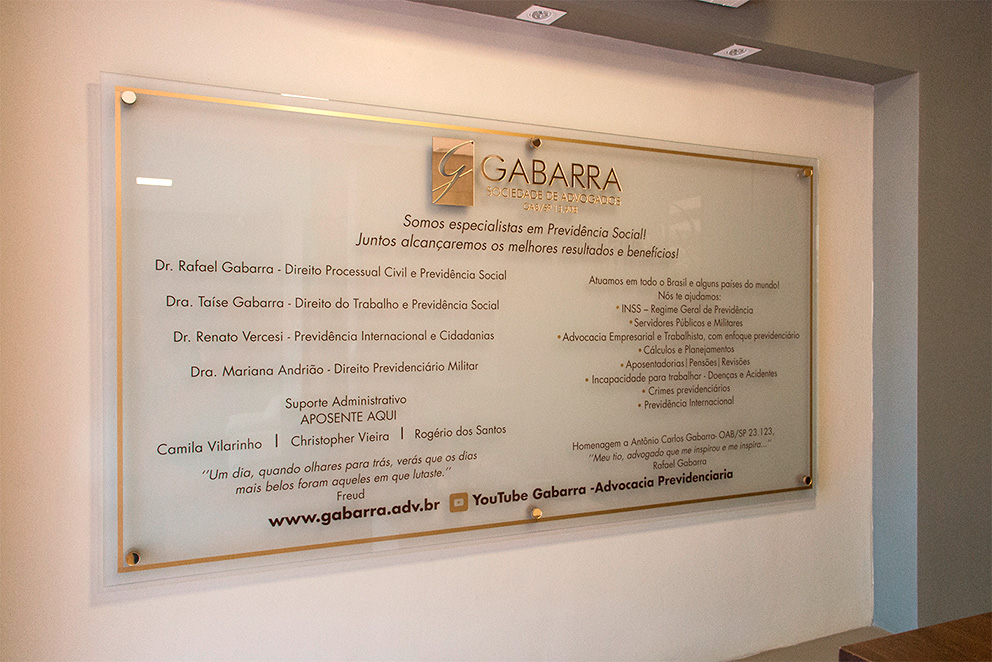 G GABARRA
SOCIEDADE DE ADVOGADOS
Somos especialistas em Previdência Social!
Juntos alcançaremos os melhores resultados e benefícios!
Dr. Rafael Gabarra - Direito Processual Civil e Previdência Social
Dra. Taíse Gabarra - Direito do Trabalho e Previdência Social
Dr. Renato Vercesi - Previdência Internacional e Cidadanias
Dra. Mariana Andrião - Direito Previdenciário Militar
Suporte Administrativo
APOSENTE AQUI
Camila Vilarinho | Christopher Vieira | Rogério dos Santos
''Um dia, quando olhares para trás, verás que os dias
mais belos foram aqueles em que lutaste.''
Freud
Atuamos em todo o Brasil e alguns países do mundo!
Nós te ajudamos:
• INSS – Regime Geral de Previdência
• Servidores Públicos e Militares
• Advocacia Empresarial e Trabalhista, com enfoque previdenciário
• Cálculos e Planejamentos
• Aposentadorias|Pensões|Revisões
• Incapacidade para trabalhar - Doenças e Acidentes
• Crimes previdenciários
• Previdência Internacional
Homenagem a Antônio Carlos Gabarra- OAB/SP 23.123,
''Meu tio, advogado que me inspirou e me inspira...''
Rafael Gabarra
www.gabarra.adv.br YouTube Gabarra -Advocacia Previdenciaria